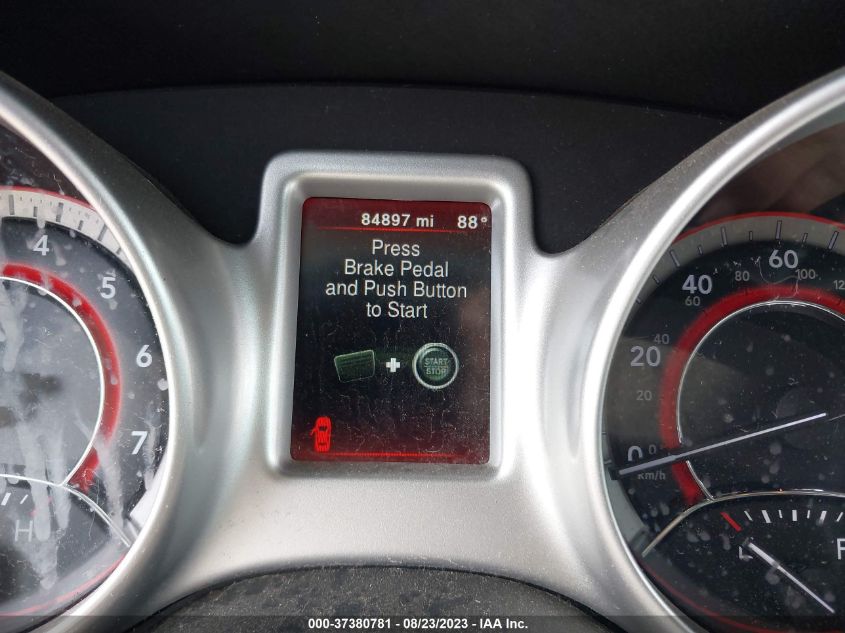 84897 mi 88°
Press
Brake Pedal
and Push Button
to Start
START
STOP
4
5
6
7
H
60
40
20
0
100
80
60
40
20
0
km/h
F
000-37380781 - 08/23/2023 - IAA Inc.